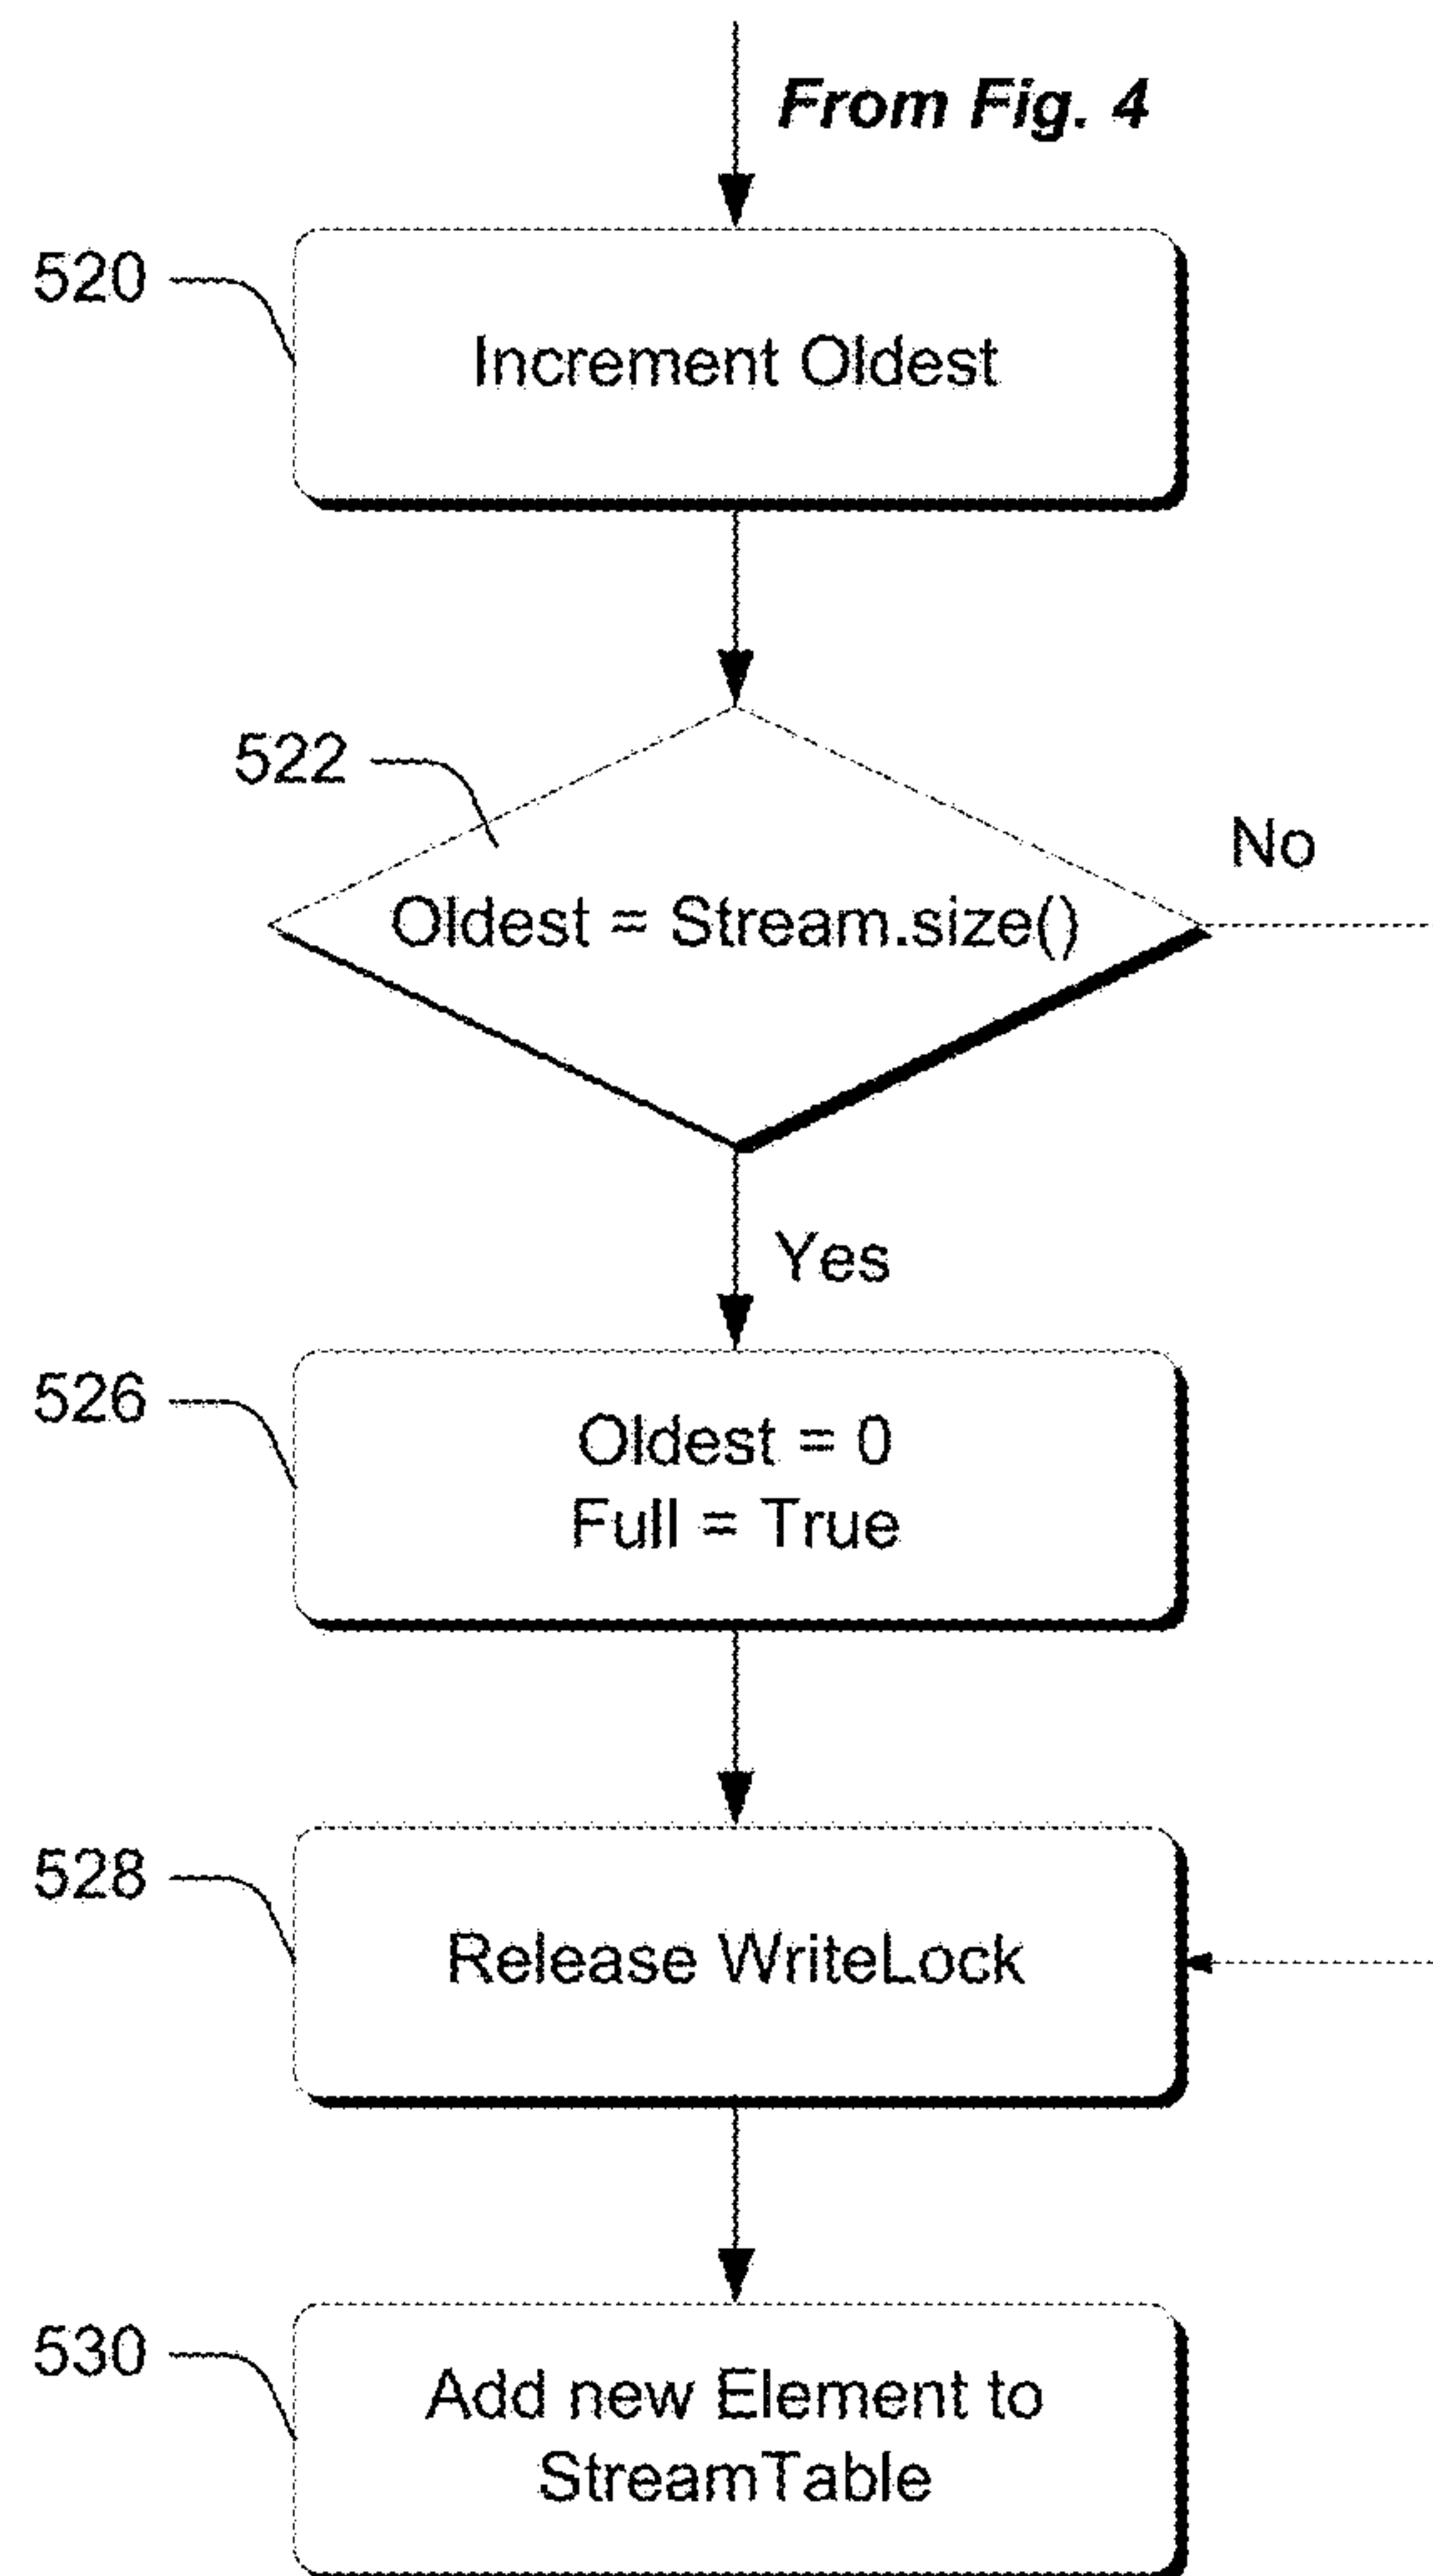 From Fig. 4
520
Increment Oldest
522
No
Oldest = Stream.size()
Yes
526
Oldest = 0
Full = True
528
Release WriteLock
530
Add new Element to
StreamTable